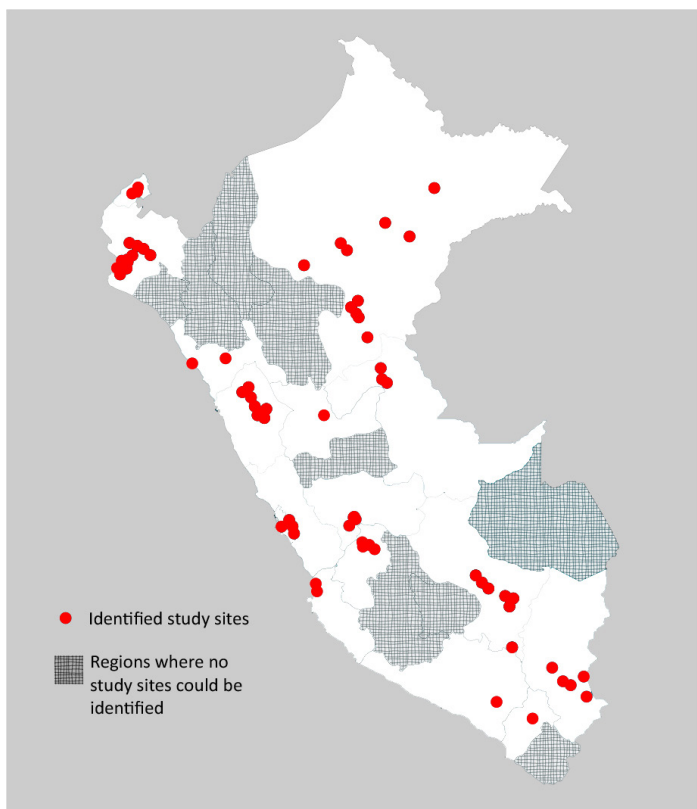 Identified study sites
Regions where no
study sites could be
identified